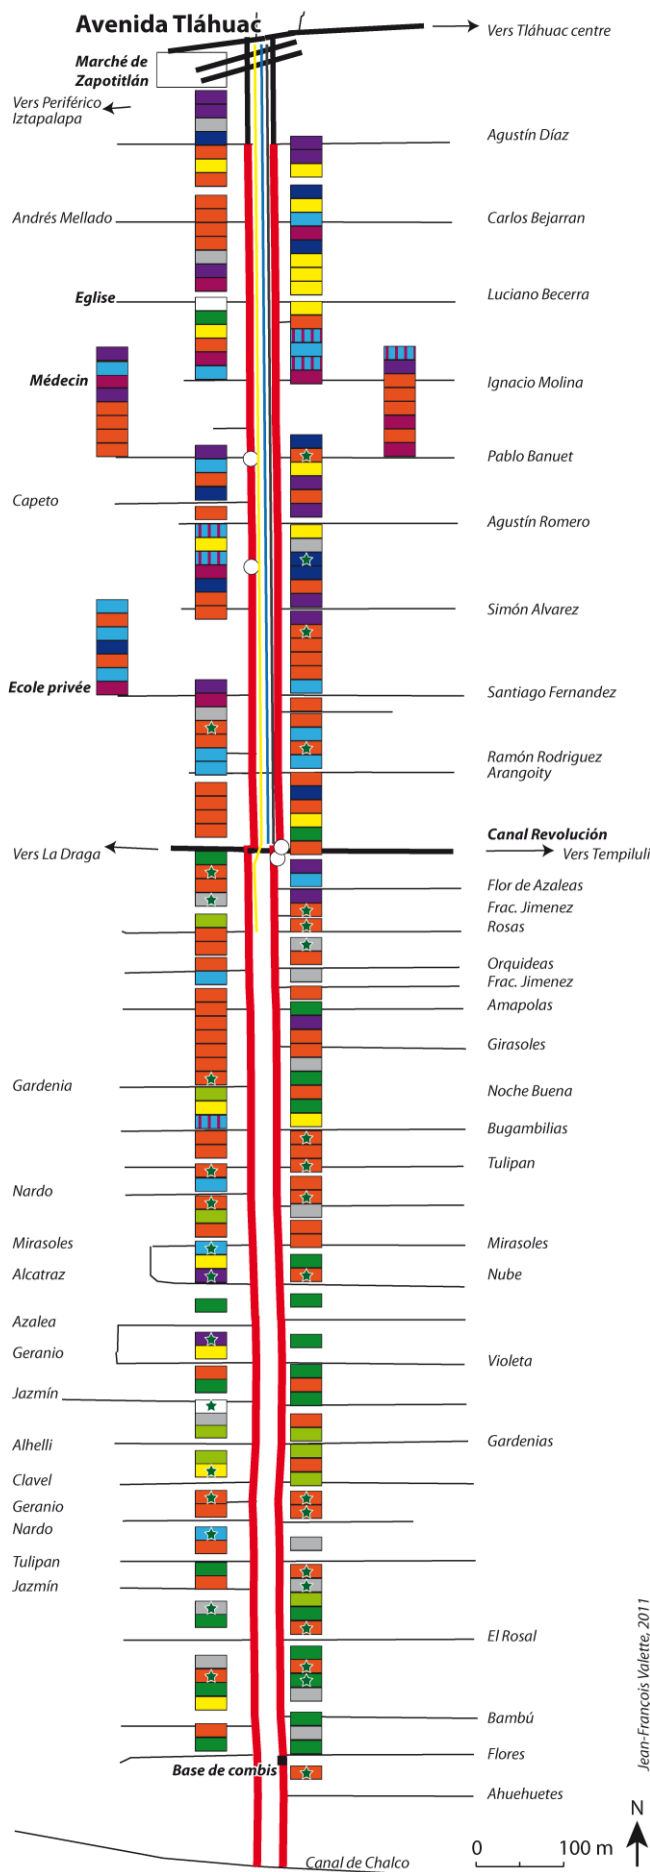 Avenida Tláhuac
Vers Tláhuac centre
Marché de
Zapotitlán
Vers Periférico
Iztapalapa
Agustín Díaz
Andrés Mellado
Carlos Bejarran
Eglise
Luciano Becerra
Médecin
Ignacio Molina
Pablo Banuet
Capeto
Agustín Romero
Simón Alvarez
Ecole privée
Santiago Fernandez
Ramón Rodriguez
Arangoity
Canal Revolución
Vers La Draga
Vers Tempiluli
Flor de Azaleas
Frac. Jimenez
Rosas
Orquideas
Frac. Jimenez
Amapolas
Girasoles
Gardenia
Noche Buena
Bugambilias
Tulipan
Nardo
Mirasoles
Mirasoles
Alcatraz
Nube
Azalea
Geranio
Violeta
Jazmín
Alhelli
Gardenias
Clavel
Geranio
Nardo
Tulipan
Jazmín
El Rosal
Bambú
Flores
Base de combis
Ahuehuetes
Canal de Chalco
0
100 m
N
Jean-François Valette, 2011